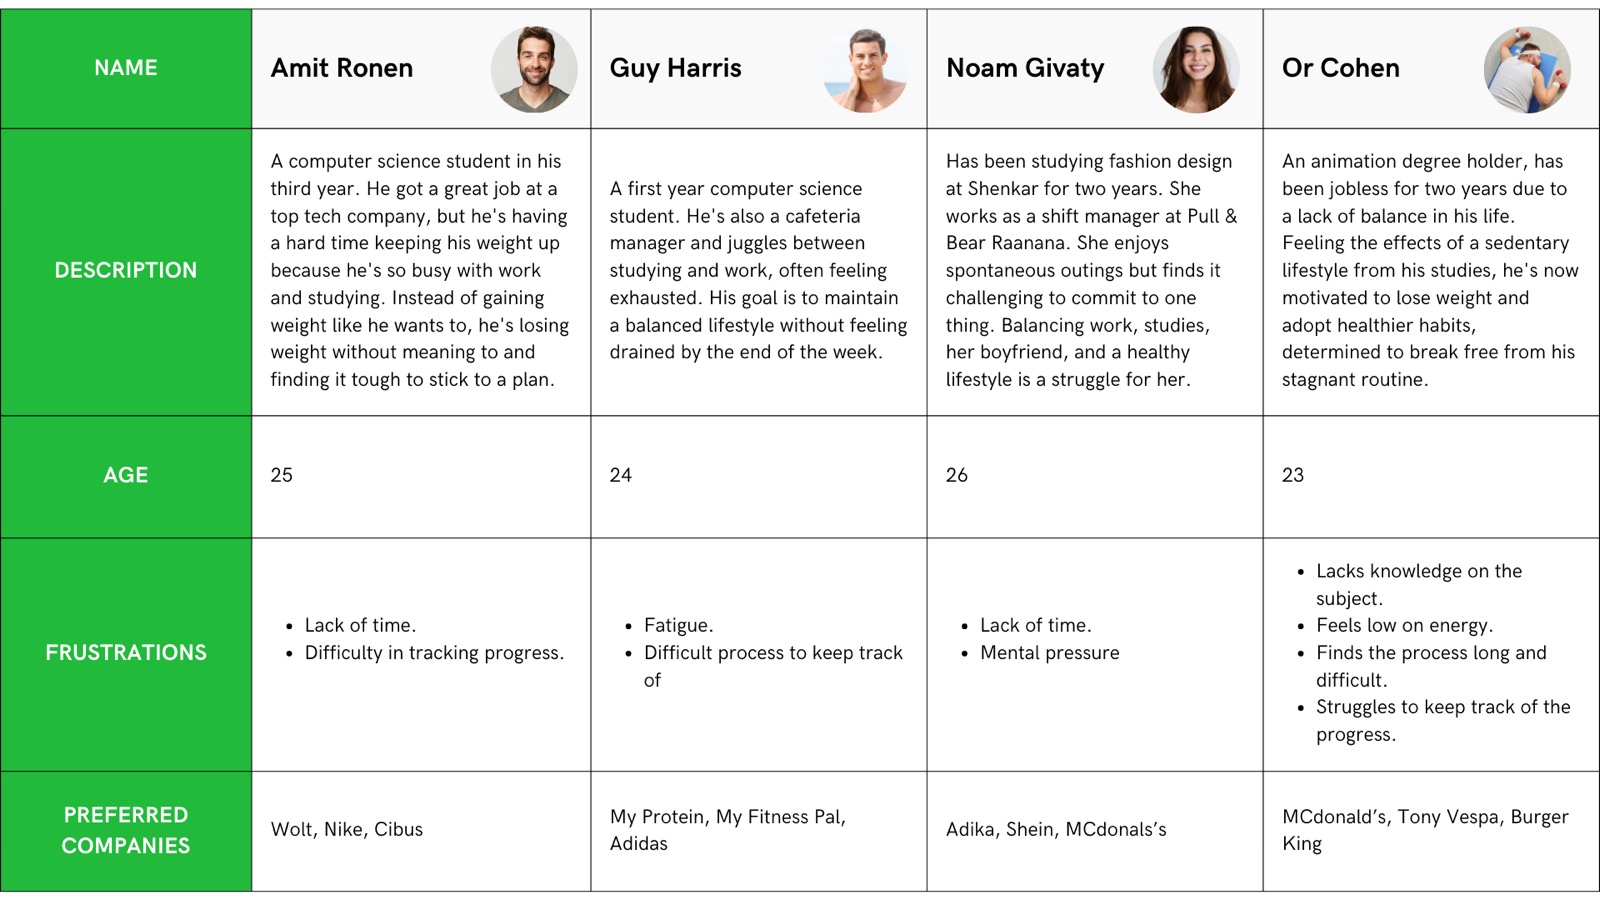 NAME
Amit Ronen
Guy Harris
Noam Givaty
Or Cohen
DESCRIPTION
A computer science student in his
third year. He got a great job at a
top tech company, but he's having
a hard time keeping his weight up
because he's so busy with work
and studying. Instead of gaining
weight like he wants to, he's losing
weight without meaning to and
finding it tough to stick to a plan.
A first year computer science
student. He's also a cafeteria
manager and juggles between
studying and work, often feeling
exhausted. His goal is to maintain
a balanced lifestyle without feeling
drained by the end of the week.
Has been studying fashion design
at Shenkar for two years. She
works as a shift manager at Pull &
Bear Raanana. She enjoys
spontaneous outings but finds it
challenging to commit to one
thing. Balancing work, studies,
her boyfriend, and a healthy
lifestyle is a struggle for her.
An animation degree holder, has
been jobless for two years due to
a lack of balance in his life.
Feeling the effects of a sedentary
lifestyle from his studies, he's now
motivated to lose weight and
adopt healthier habits,
determined to break free from his
stagnant routine.
AGE
25
24
26
23
FRUSTRATIONS
• Lack of time.
• Difficulty in tracking progress.
• Fatigue.
• Difficult process to keep track
of
• Lack of time.
• Mental pressure
• Lacks knowledge on the
subject.
• Feels low on energy.
• Finds the process long and
difficult.
• Struggles to keep track of the
progress.
PREFERRED
COMPANIES
Wolt, Nike, Cibus
My Protein, My Fitness Pal,
Adidas
Adika, Shein, MCdonals’s
MCdonald’s, Tony Vespa, Burger
King